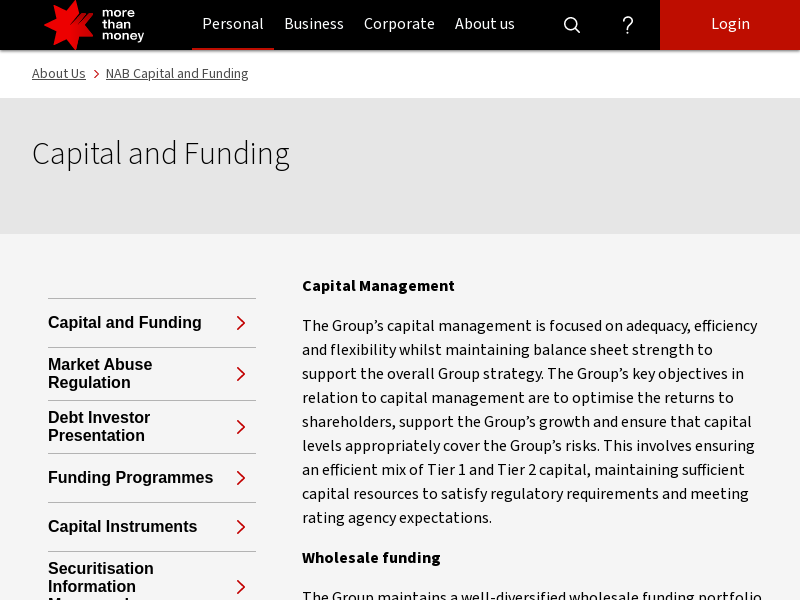 more
than
money
Personal
Business
Corporate
About us
?
Login
About Us
NAB Capital and Funding
Capital and Funding
Capital and Funding
Market Abuse
Regulation
Debt Investor
Presentation
Funding Programmes
Capital Instruments
Securitisation
Information
Capital Management
The Group’s capital management is focused on adequacy, efficiency
and flexibility whilst maintaining balance sheet strength to
support the overall Group strategy. The Group’s key objectives in
relation to capital management are to optimise the returns to
shareholders, support the Group’s growth and ensure that capital
levels appropriately cover the Group’s risks. This involves ensuring
an efficient mix of Tier 1 and Tier 2 capital, maintaining sufficient
capital resources to satisfy regulatory requirements and meeting
rating agency expectations.
Wholesale funding
The Group maintains a well-diversified wholesale funding portfolio